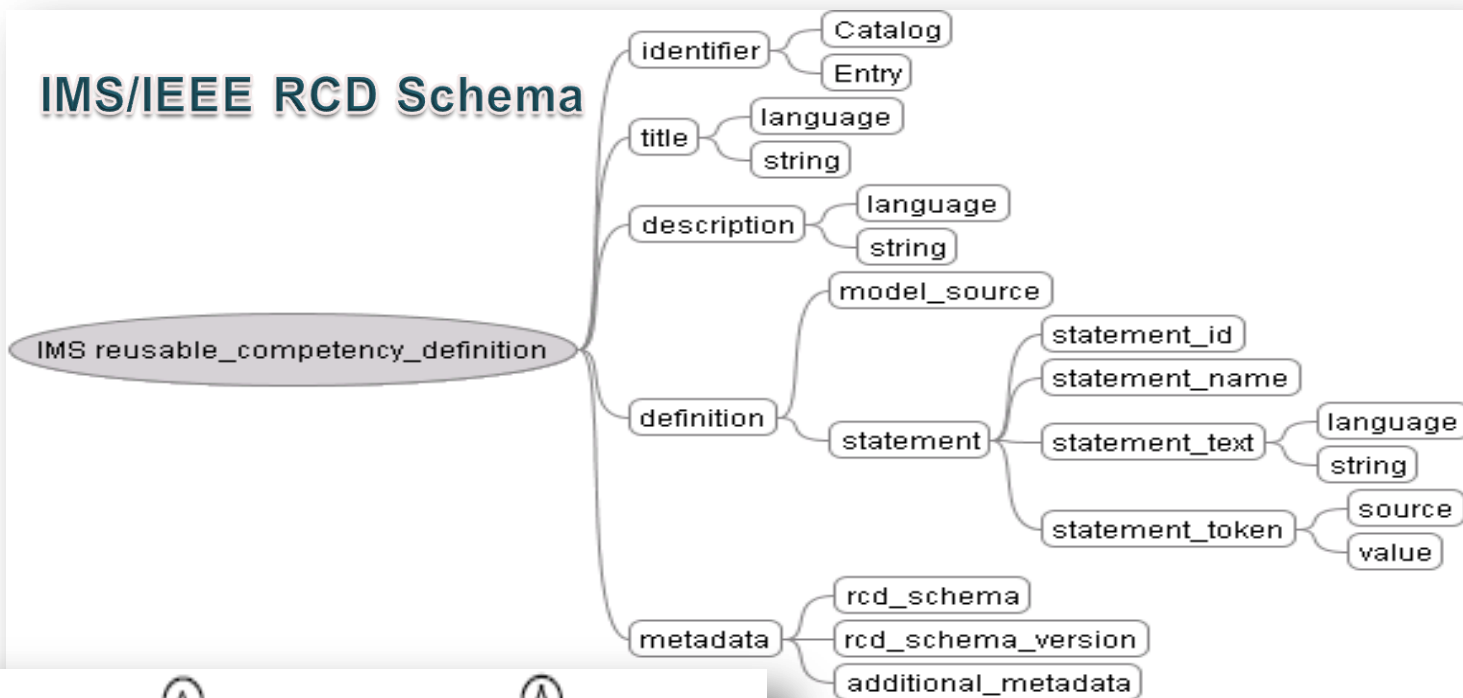 IMS/IEEE RCD Schema
IMS reusable_competency_definition
identifier
Catalog
Entry
title
language
string
description
language
string
definition
model_source
statement
statement_id
statement_name
statement_text
language
string
statement_token
source
value
metadata
rcd_schema
rcd_schema_version
additional_metadata
A
A